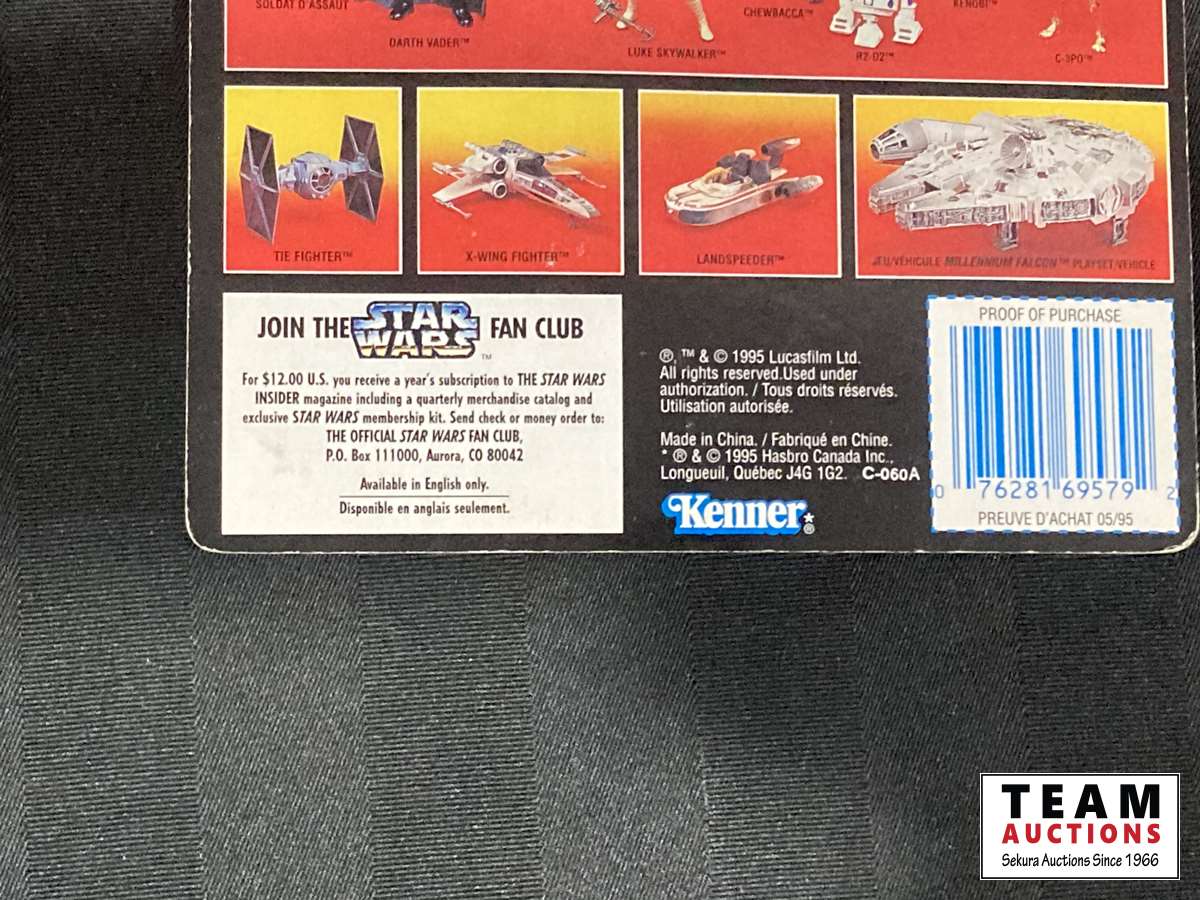 SOLDAT D'ASSAUT
DARTH VADER™
LUKE SKYWALKER™
CHEWBACCA™
R2-D2™
KENOBI™
C-3PO™
TIE FIGHTER™
X-WING FIGHTER™
LANDSPEEDER™
JEU/VÉHICULE MILLENNIUM FALCON™ PLAYSET/VEHICLE
JOIN THE STAR WARS™ FAN CLUB
For $12.00 U.S. you receive a year's subscription to THE STAR WARS
INSIDER magazine including a quarterly merchandise catalog and
exclusive STAR WARS membership kit. Send check or money order to:
THE OFFICIAL STAR WARS FAN CLUB,
P.O. Box 111000, Aurora, CO 80042
Available in English only.
Disponible en anglais seulement.
®, ™ & © 1995 Lucasfilm Ltd.
All rights reserved.Used under
authorization. / Tous droits réservés.
Utilisation autorisée.
Made in China. / Fabriqué en Chine.
* ® & © 1995 Hasbro Canada Inc.,
Longueuil, Québec J4G 1G2. C-060A
Kenner*®
PROOF OF PURCHASE
0 76281 69579 2
PREUVE D'ACHAT 05/95
TEAM
AUCTIONS
Sekura Auctions Since 1966